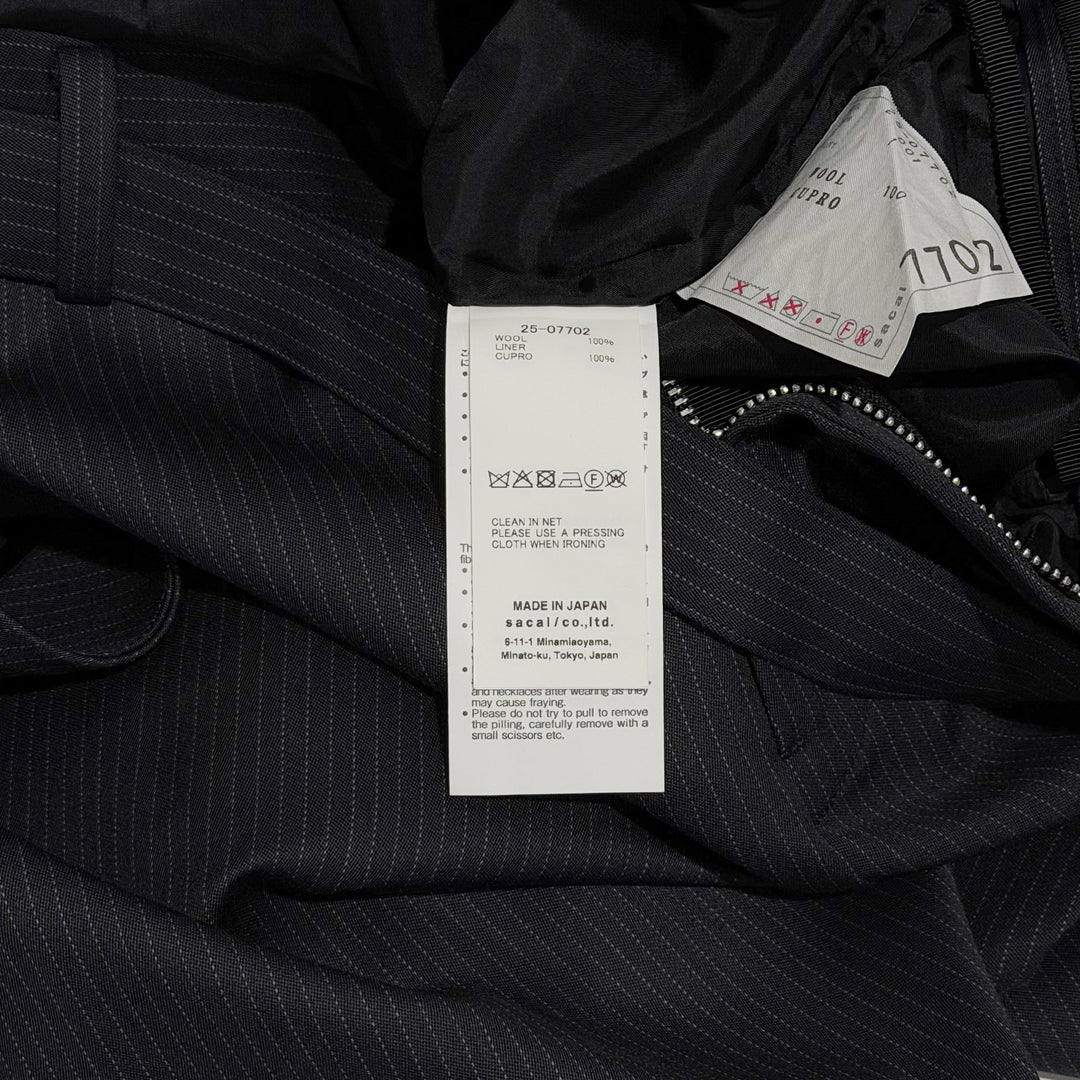 25-07702
WOOL 100%
LINER
CUPRO 100%
F W
CLEAN IN NET
PLEASE USE A PRESSING
CLOTH WHEN IRONING
MADE IN JAPAN
sacai/co.,ltd.
6-11-1 Minamiaoyama,
Minato-ku, Tokyo, Japan
and necklaces after wearing as they
may cause fraying.
• Please do not try to pull to remove
the pilling, carefully remove with a
small scissors etc.
WOOL 100
CUPRO
7702
F W
sacai